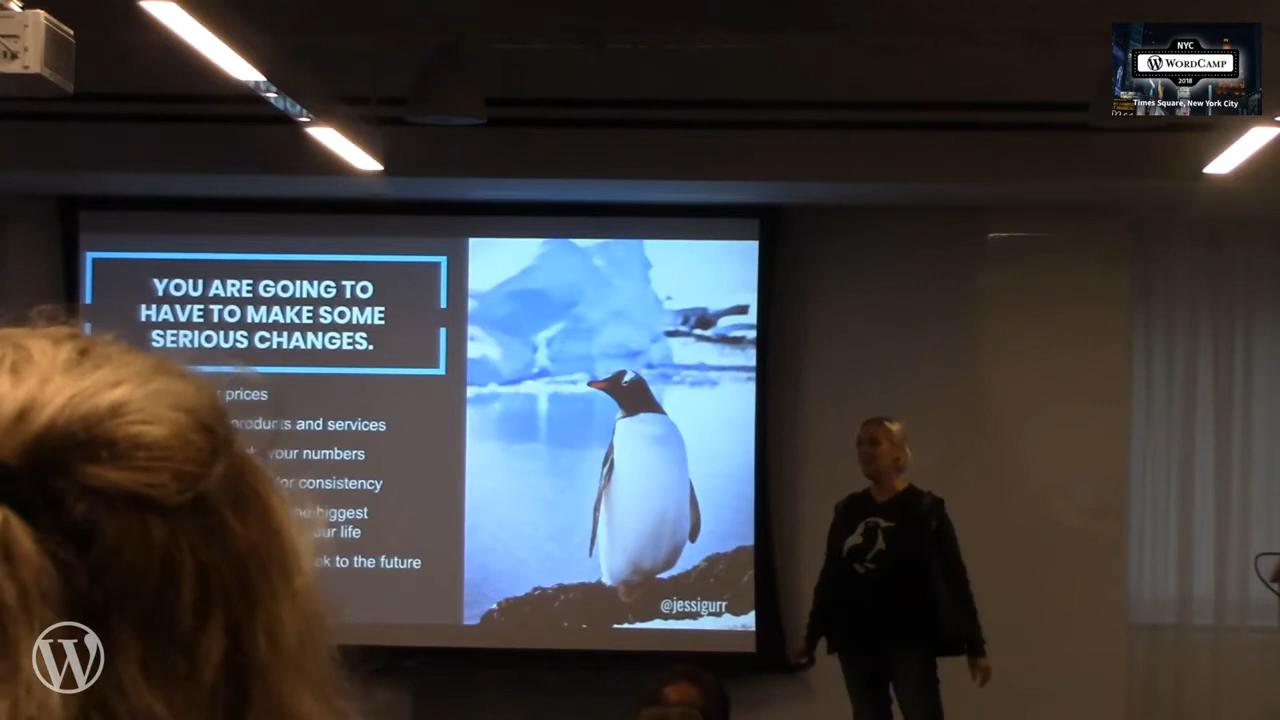 NYC
WORDCAMP
2018
Times Square, New York City
YOU ARE GOING TO
HAVE TO MAKE SOME
SERIOUS CHANGES.
prices
products and services
your numbers
for consistency
biggest
our life
to the future
@jessigurr